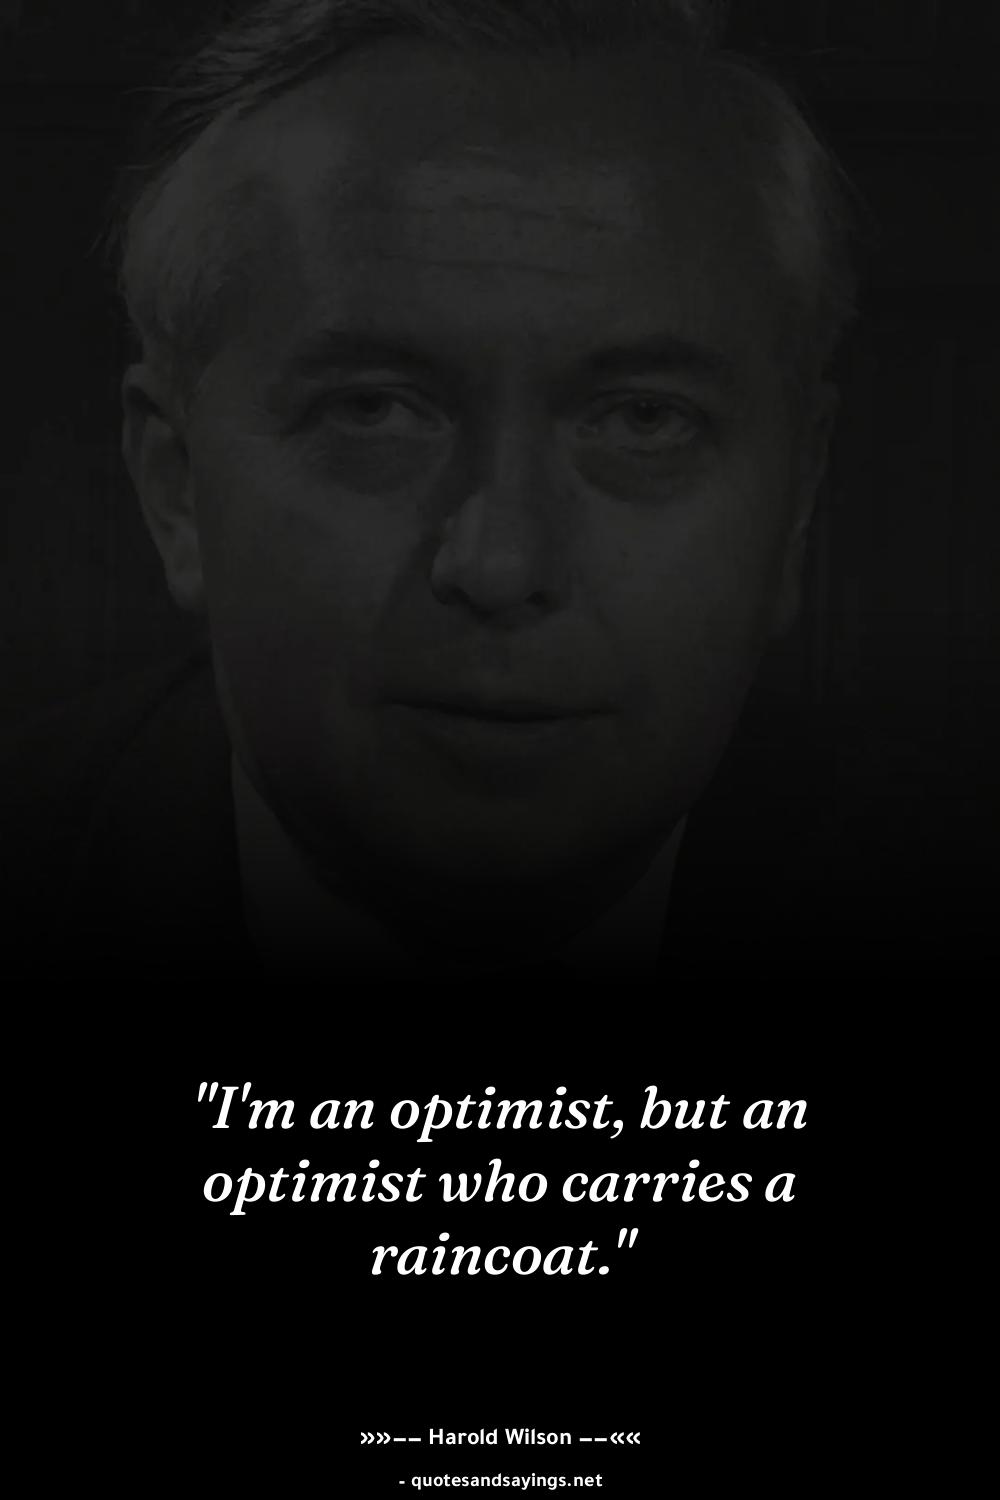 "I'm an optimist, but an
optimist who carries a
raincoat."
»»–– Harold Wilson ––««
- quotesandsayings.net